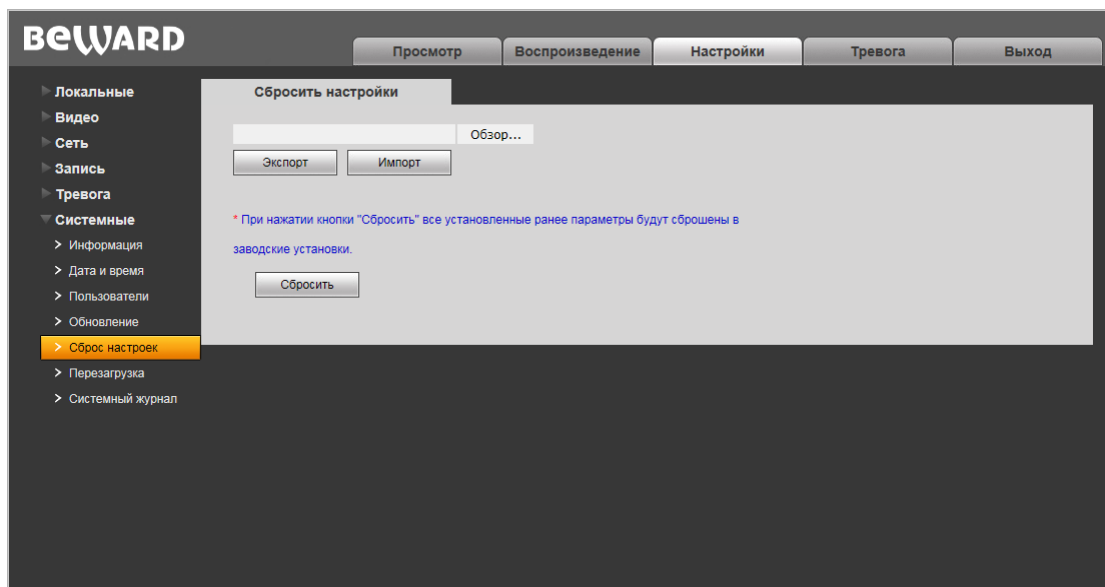 BEWARD
Просмотр
Воспроизведение
Настройки
Тревога
Выход
Локальные
Видео
Сеть
Запись
Тревога
Системные
Информация
Дата и время
Пользователи
Обновление
Сброс настроек
Перезагрузка
Системный журнал
Сбросить настройки
Обзор...
Экспорт
Импорт
* При нажатии кнопки "Сбросить" все установленные ранее параметры будут сброшены в
заводские установки.
Сбросить